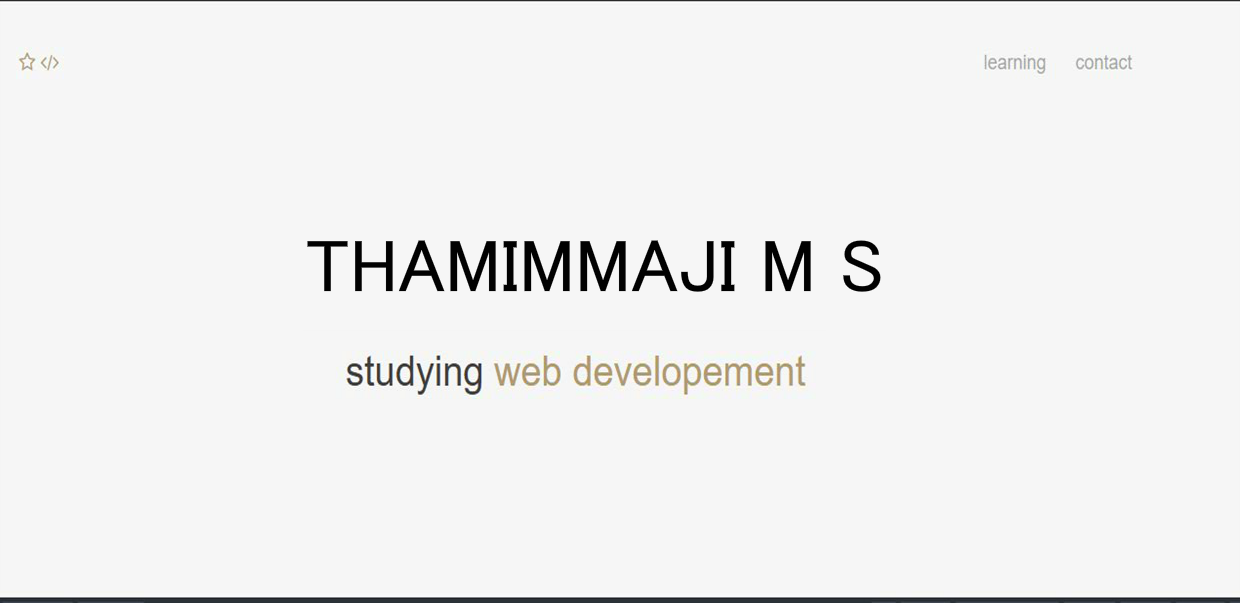 learning contact
THAMIMMAJI M S
studying web developement